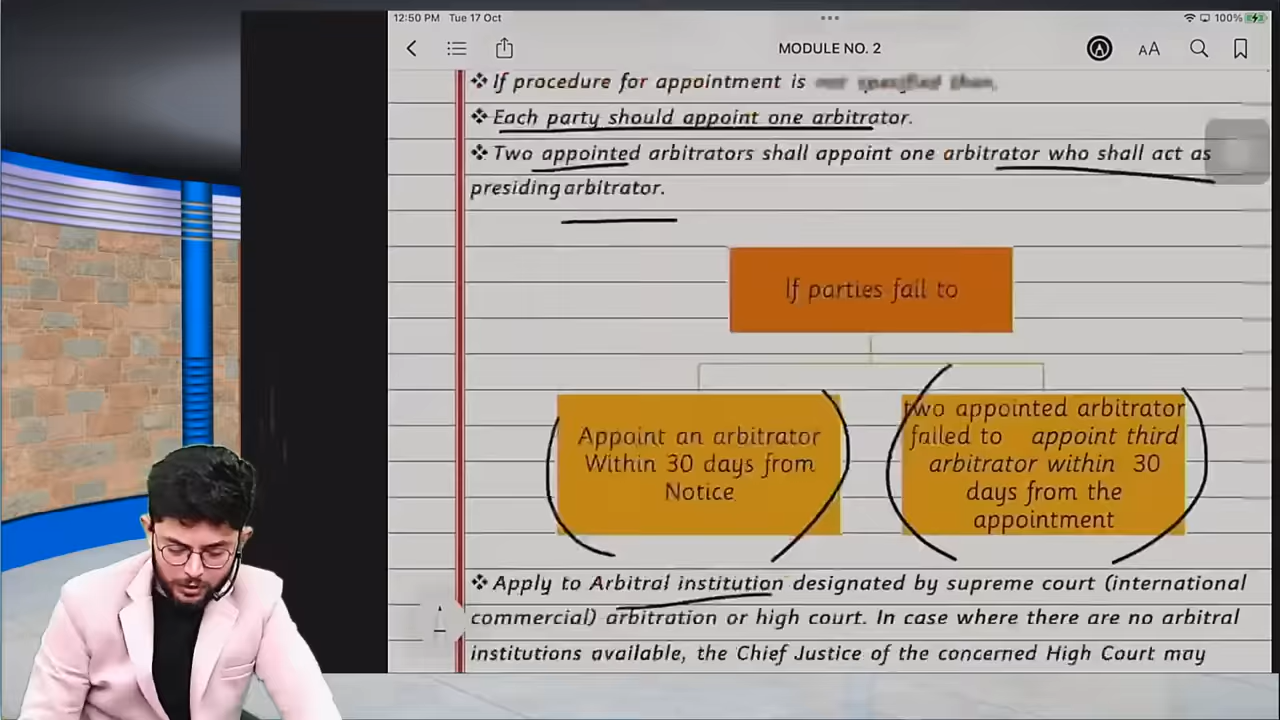 12:50 PM Tue 17 Oct
100%
MODULE NO. 2
AA
❖ If procedure for appointment is not specified then,
❖ Each party should appoint one arbitrator.
❖ Two appointed arbitrators shall appoint one arbitrator who shall act as
presiding arbitrator.
If parties fail to
Appoint an arbitrator
Within 30 days from
Notice
two appointed arbitrator
failed to appoint third
arbitrator within 30
days from the
appointment
❖ Apply to Arbitral institution designated by supreme court (international
commercial) arbitration or high court. In case where there are no arbitral
institutions available, the Chief Justice of the concerned High Court may